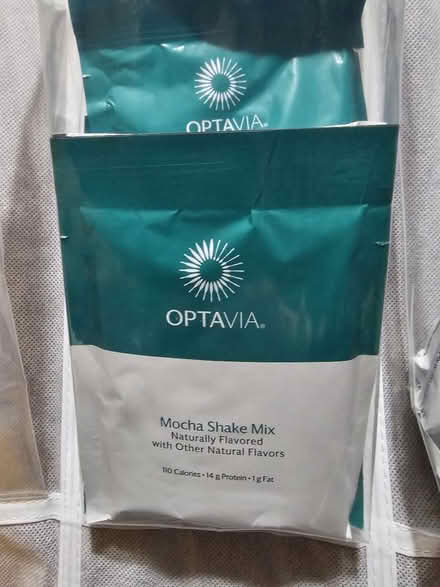 OPTAVIA®
OPTAVIA®
Mocha Shake Mix
Naturally Flavored
with Other Natural Flavors
110 Calories • 14 g Protein • 1 g Fat